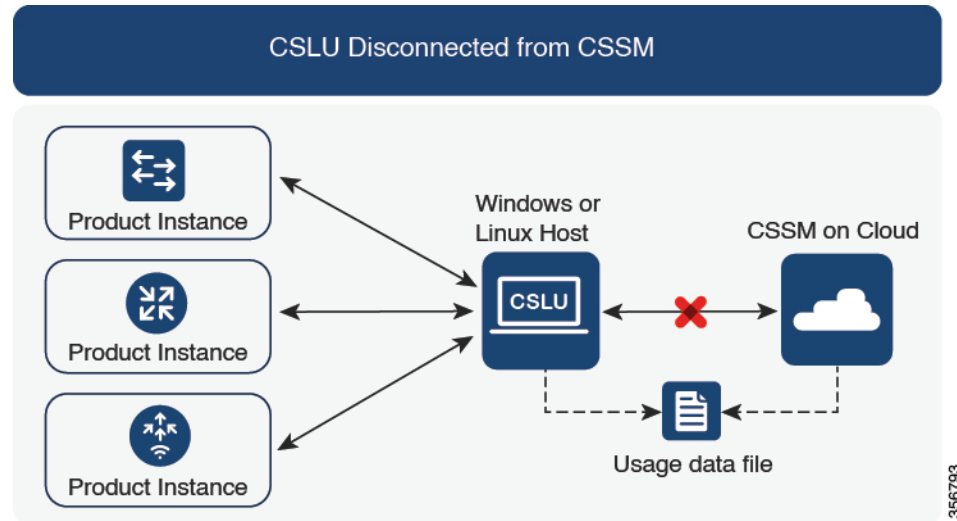 CSLU Disconnected from CSSM
Product Instance
Product Instance
Product Instance
Windows or
Linux Host
CSLU
CSSM on Cloud
Usage data file
356793